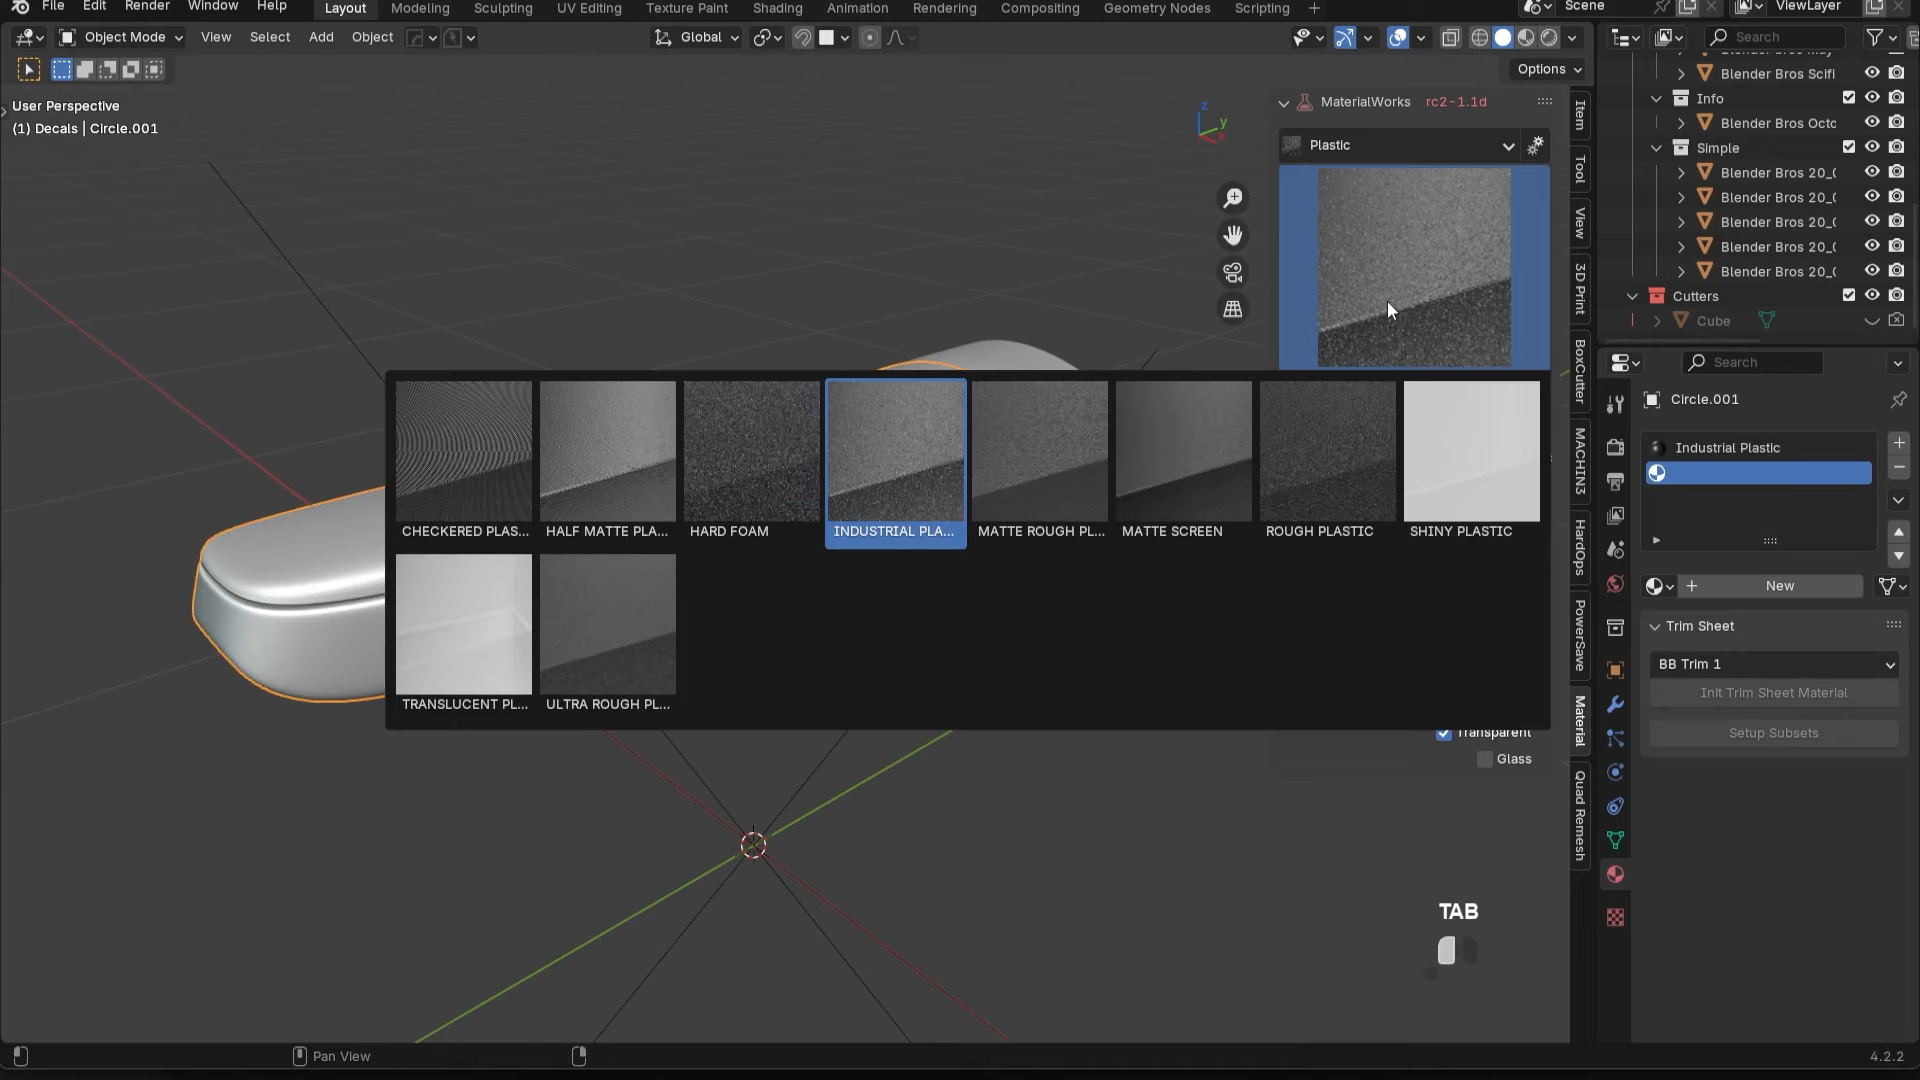 File Edit Render Window Help Layout Modeling Sculpting UV Editing Texture Paint Shading Animation Rendering Compositing Geometry Nodes Scripting + Scene ViewLayer
Object Mode View Select Add Object Global Search
Options
User Perspective
(1) Decals | Circle.001
Z
Y
MaterialWorks rc2-1.1d
Plastic
Item
Tool
View
3D Print
BoxCutter
MACHIN3
HardOps
PowerSave
Material
Quad Remesh
Blender Bros Scifi
Info
Blender Bros Octo
Simple
Blender Bros 20_
Blender Bros 20_
Blender Bros 20_
Blender Bros 20_
Blender Bros 20_
Cutters
Cube
Search
Circle.001
Industrial Plastic
New
Trim Sheet
BB Trim 1
Init Trim Sheet Material
Setup Subsets
CHECKERED PLAS... HALF MATTE PLA... HARD FOAM INDUSTRIAL PLA... MATTE ROUGH PL... MATTE SCREEN ROUGH PLASTIC SHINY PLASTIC
TRANSLUCENT PL... ULTRA ROUGH PL...
Transparent
Glass
TAB
Pan View
4.2.2